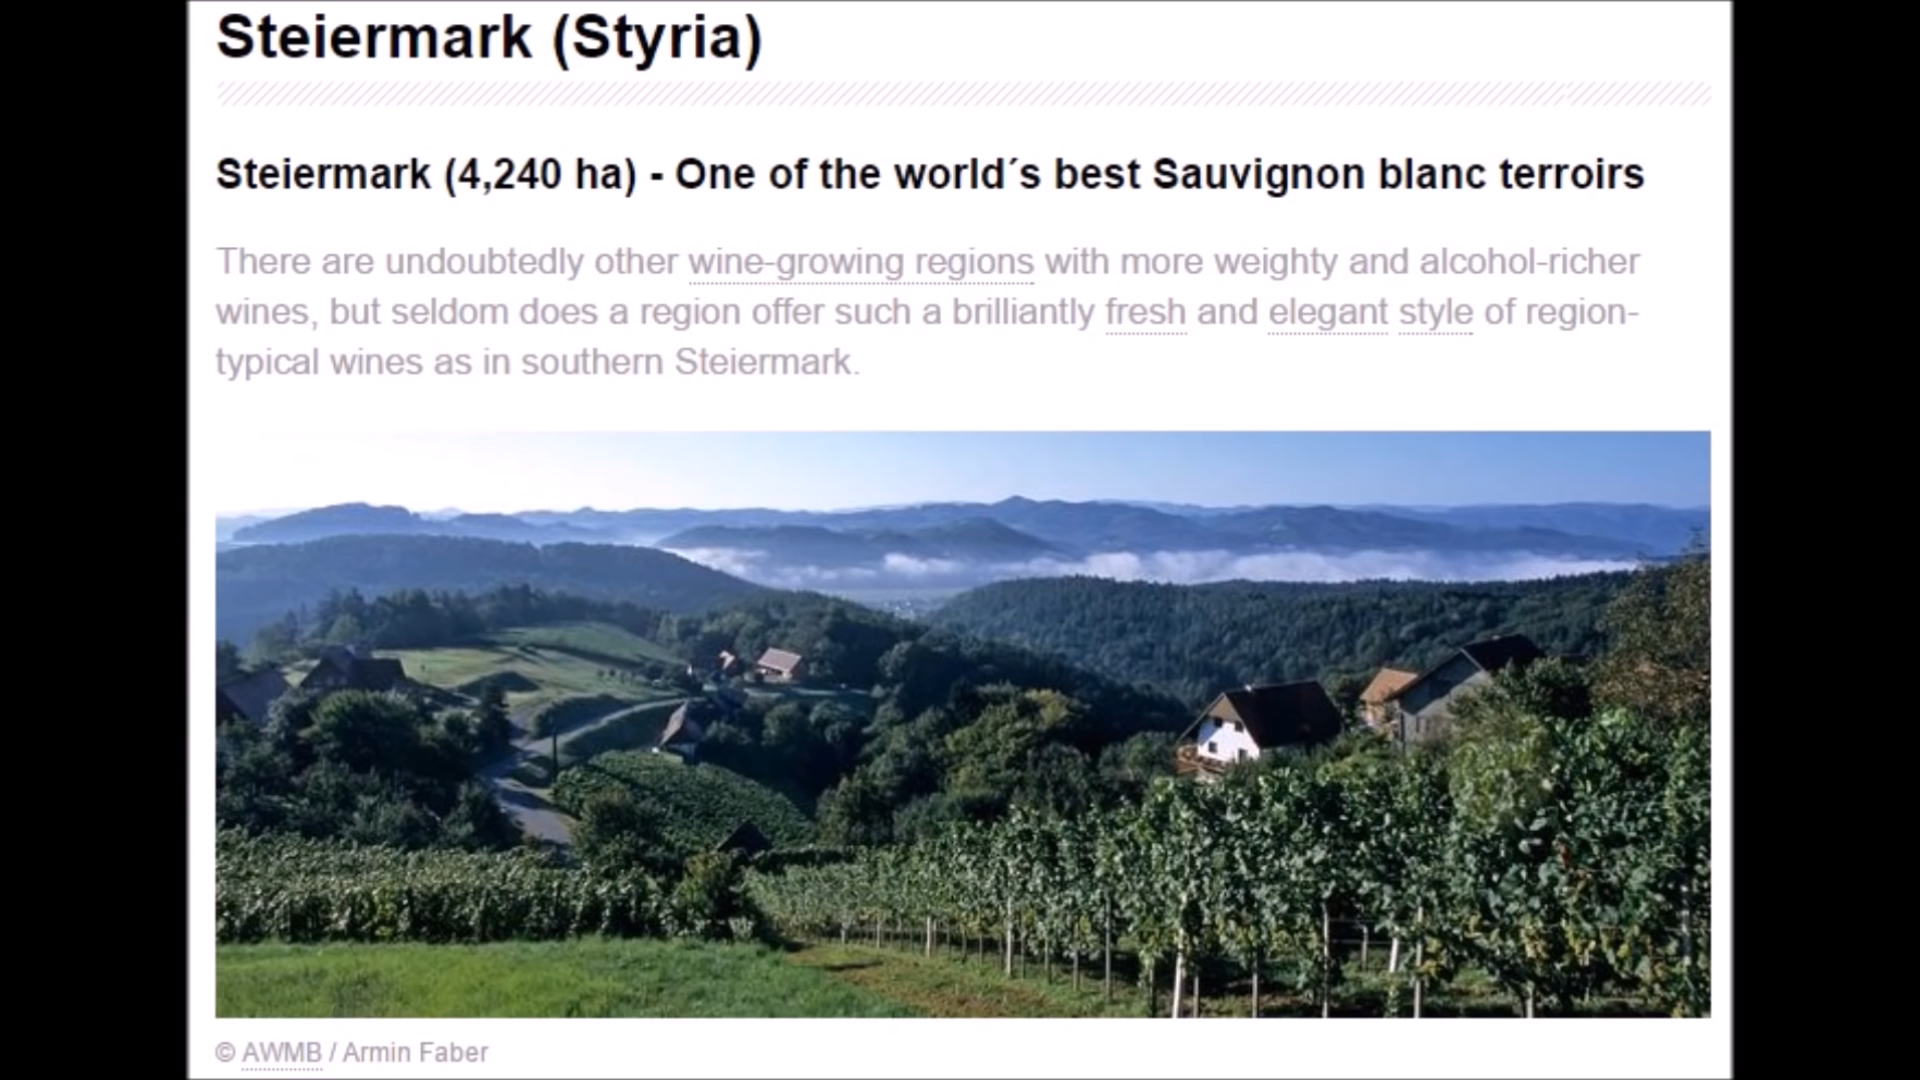 Steiermark (Styria)
Steiermark (4,240 ha) - One of the world´s best Sauvignon blanc terroirs
There are undoubtedly other wine-growing regions with more weighty and alcohol-richer
wines, but seldom does a region offer such a brilliantly fresh and elegant style of region-
typical wines as in southern Steiermark.
© AWMB / Armin Faber